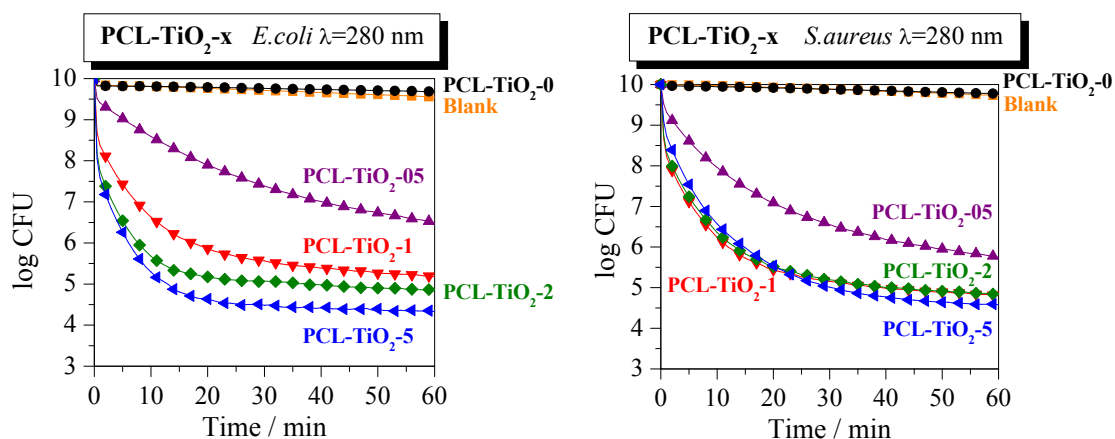 PCL-TiO₂-x E.coli λ=280 nm
10
9
8
7
6
5
4
3
0 10 20 30 40 50 60
log CFU
Time / min
PCL-TiO₂-0
Blank
PCL-TiO₂-05
PCL-TiO₂-1
PCL-TiO₂-2
PCL-TiO₂-5
PCL-TiO₂-x S.aureus λ=280 nm
10
9
8
7
6
5
4
3
0 10 20 30 40 50 60
log CFU
Time / min
PCL-TiO₂-0
Blank
PCL-TiO₂-05
PCL-TiO₂-2
PCL-TiO₂-1
PCL-TiO₂-5